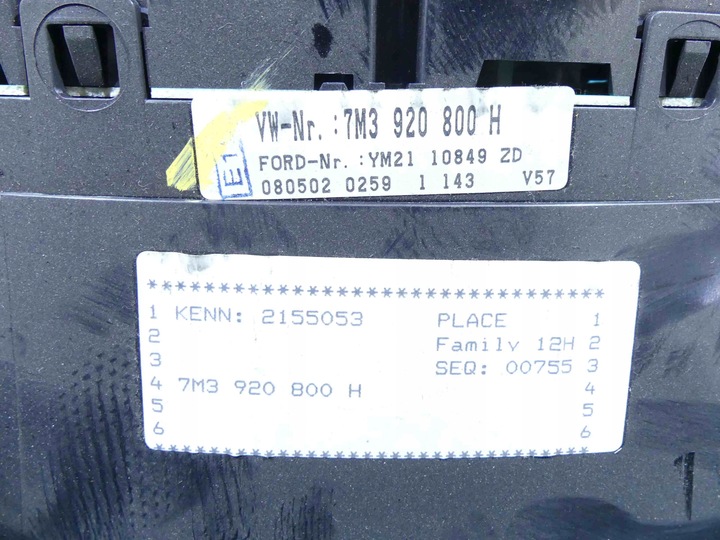 VW-Nr.:7M3 920 800 H
FORD-Nr.:YM21 10849 ZD
E1
080502 0259 1 143 V57
****************************************
1 KENN: 2155053 PLACE 1
2 Family 12H 2
3 SEQ: 00755 3
4 7M3 920 800 H 4
5 5
6 6
****************************************
1